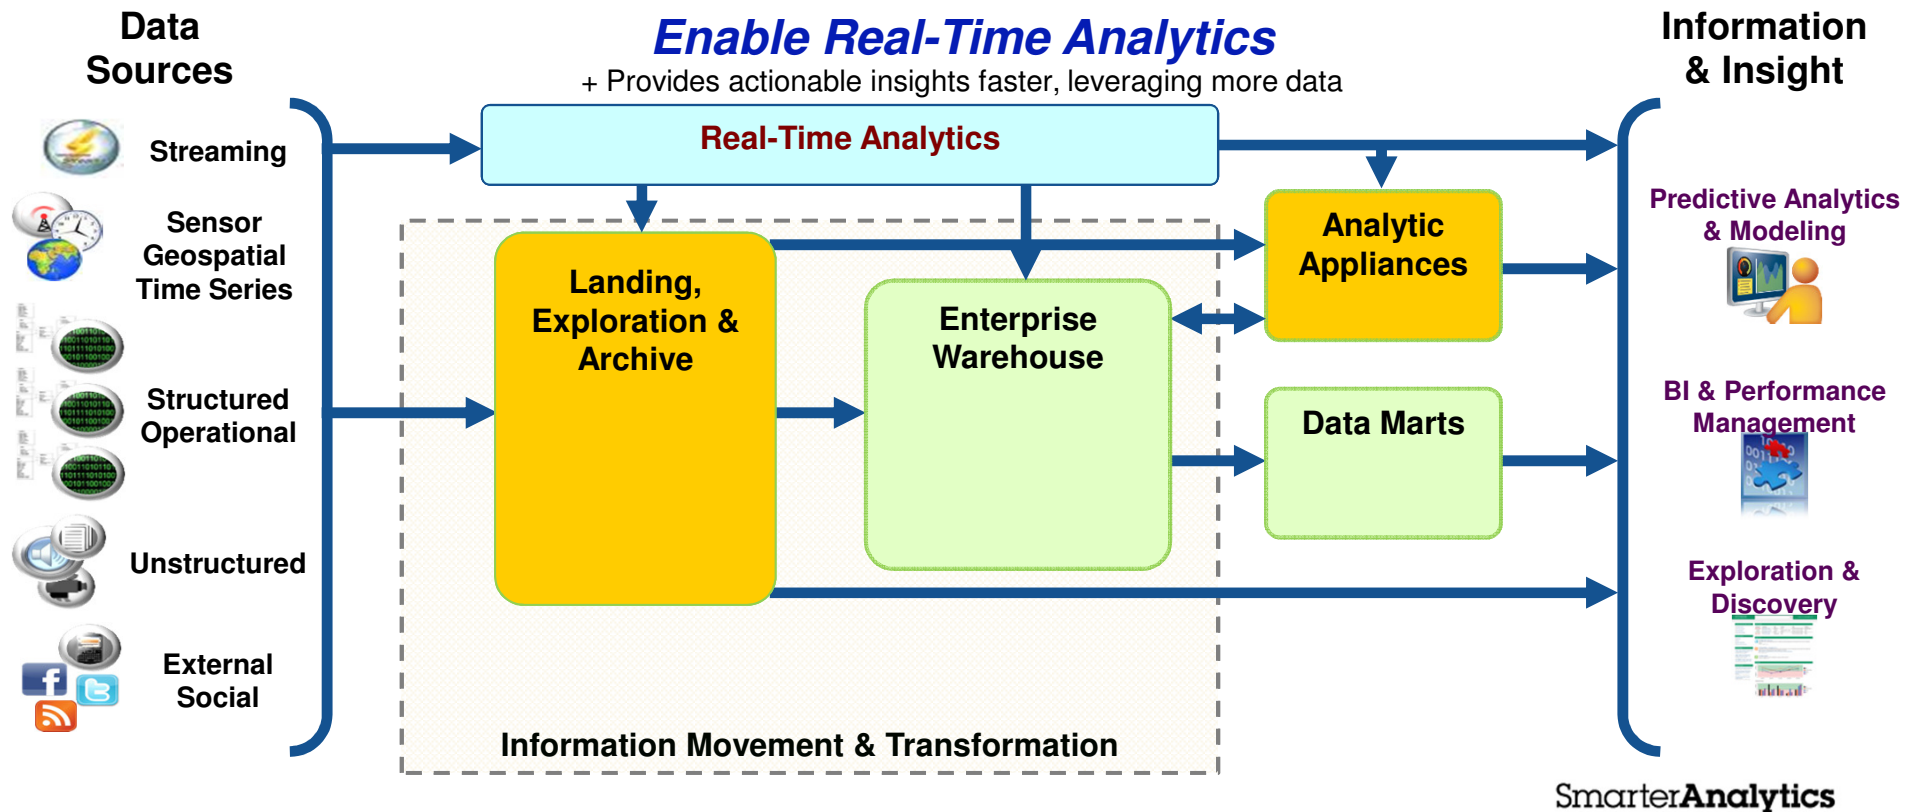 Data
Sources
Enable Real-Time Analytics
+ Provides actionable insights faster, leveraging more data
Information
& Insight
Streaming
Sensor
Geospatial
Time Series
Structured
Operational
Unstructured
External
Social
Real-Time Analytics
Landing,
Exploration &
Archive
Enterprise
Warehouse
Analytic
Appliances
Data Marts
Information Movement & Transformation
Predictive Analytics
& Modeling
BI & Performance
Management
Exploration &
Discovery
SmarterAnalytics